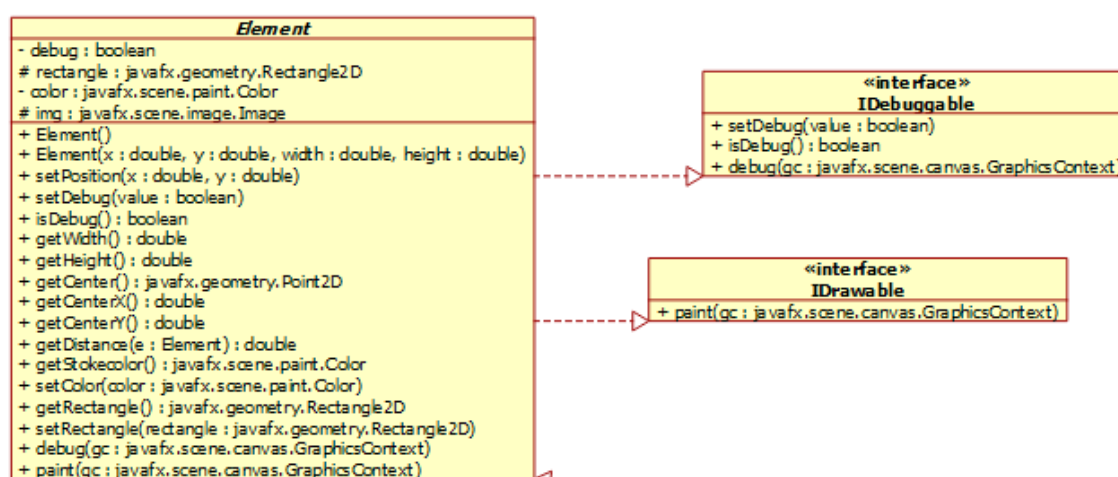 Element
- debug : boolean
# rectangle : javafx.geometry.Rectangle2D
- color : javafx.scene.paint.Color
# img : javafx.scene.image.Image
+ Element()
+ Element(x : double, y : double, width : double, height : double)
+ setPosition(x : double, y : double)
+ setDebug(value : boolean)
+ isDebug() : boolean
+ getWidth() : double
+ getHeight() : double
+ getCenter() : javafx.geometry.Point2D
+ getCenterX() : double
+ getCenterY() : double
+ getDistance(e : Element) : double
+ getStokecolor() : javafx.scene.paint.Color
+ setColor(color : javafx.scene.paint.Color)
+ getRectangle() : javafx.geometry.Rectangle2D
+ setRectangle(rectangle : javafx.geometry.Rectangle2D)
+ debug(gc : javafx.scene.canvas.GraphicsContext)
+ paint(gc : javafx.scene.canvas.GraphicsContext)
«interface»
IDebuggable
+ setDebug(value : boolean)
+ isDebug() : boolean
+ debug(gc : javafx.scene.canvas.GraphicsContext)
«interface»
IDrawable
+ paint(gc : javafx.scene.canvas.GraphicsContext)